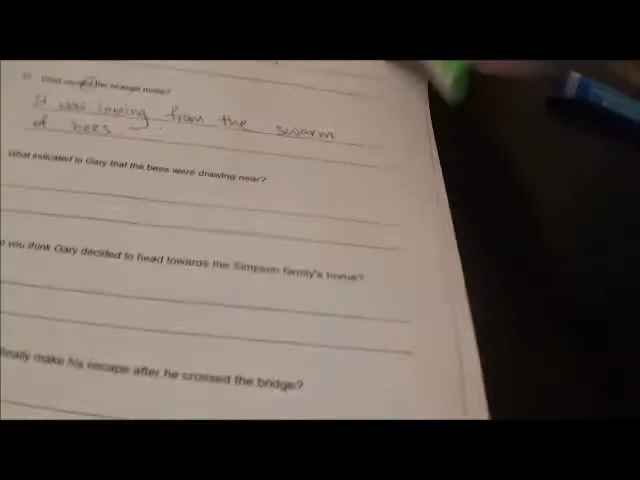 the strange noise?
It was coming from the swarm
of bees.
What indicated to Gary that the bees were drawing near?
you think Gary decided to head towards the Simpson family's home?
finally make his escape after he crossed the bridge?